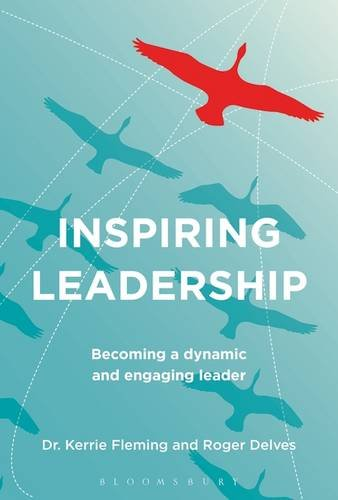 INSPIRING
LEADERSHIP
Becoming a dynamic
and engaging leader
Dr. Kerrie Fleming and Roger Delves
BLOOMSBURY